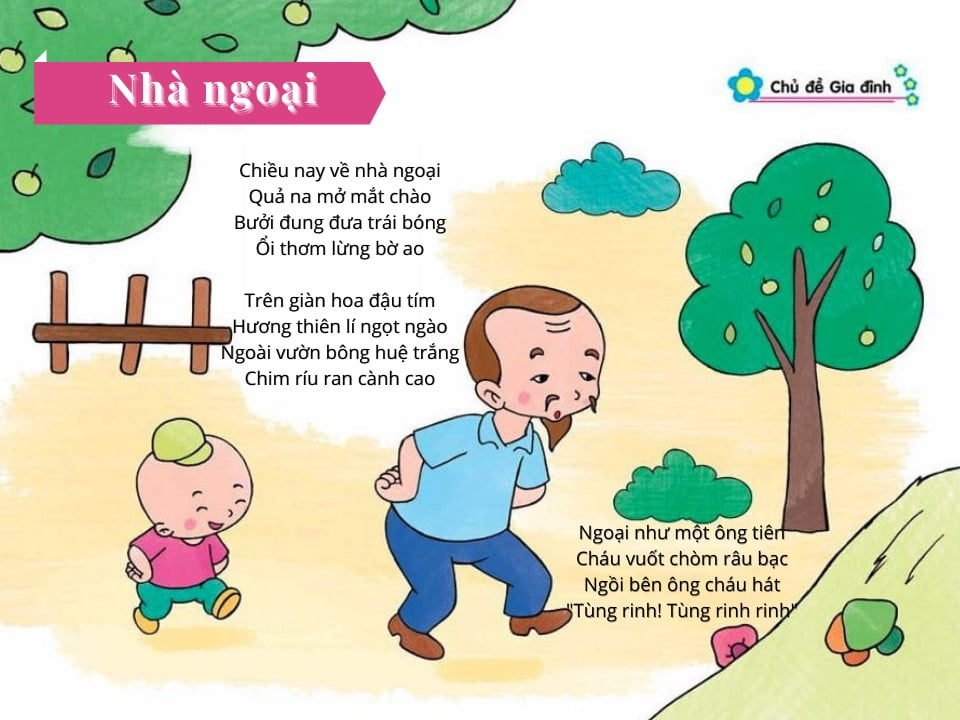 Nhà ngoại
Chủ đề Gia đình
Chiều nay về nhà ngoại
Quả na mở mắt chào
Bưởi đung đưa trái bóng
Ổi thơm lừng bờ ao
Trên giàn hoa đậu tím
Hương thiên lí ngọt ngào
Ngoài vườn bông huệ trắng
Chim ríu ran cành cao
Ngoại như một ông tiên
Cháu vuốt chòm râu bạc
Ngồi bên ông cháu hát
"Tùng rinh! Tùng rinh rinh"